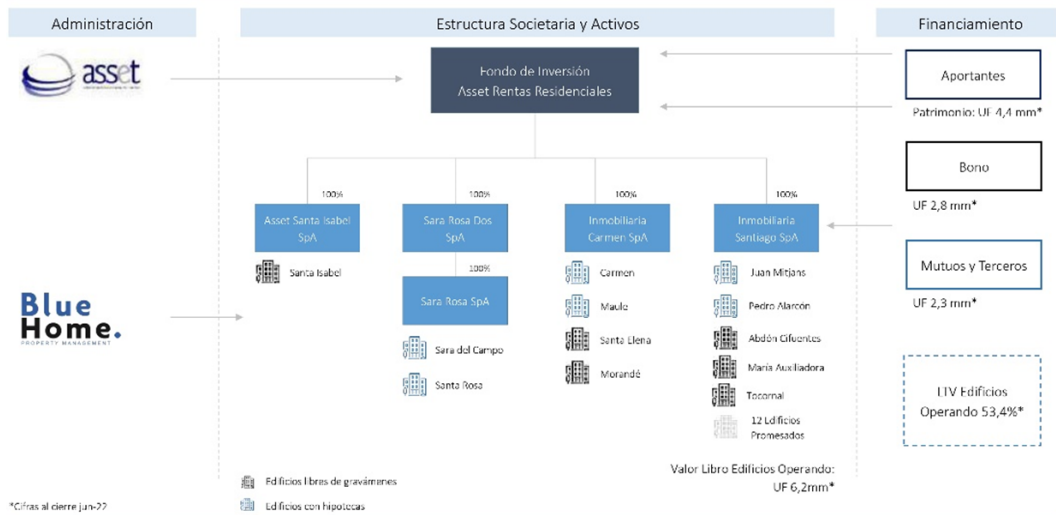 Administración
Estructura Societaria y Activos
Financiamiento
asset
Fondo de Inversión
Asset Rentas Residenciales
Aportantes
Patrimonio: UF 4,4 mm*
Bono
UF 2,8 mm*
100%
100%
100%
100%
Asset Santa Isabel
SpA
Sara Rosa Dos
SpA
Inmobiliaria
Carmen SpA
Inmobiliaria
Santiago SpA
Santa Isabel
100%
Sara Rosa SpA
Sara del Campo
Santa Rosa
Carmen
Maule
Santa Elena
Morandé
Juan Mitjans
Pedro Alarcón
Abdón Cifuentes
María Auxiliadora
Tocornal
12 Edificios
Promesados
Mutuos y Terceros
UF 2,3 mm*
Blue
Home.
PROPERTY MANAGEMENT
LTV Edificios
Operando 53,4%*
Valor Libro Edificios Operando:
UF 6,2mm*
Edificios libres de gravámenes
Edificios con hipotecas
*Cifras al cierre jun-22